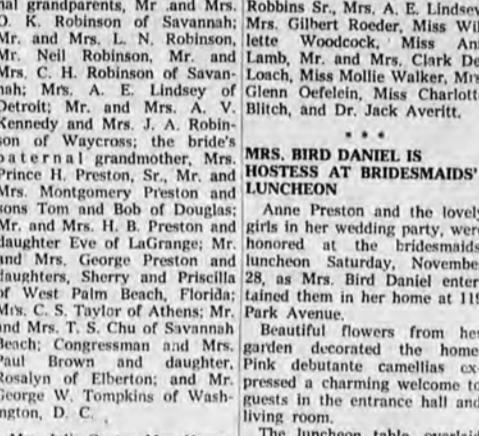 nal grandparents, Mr. and Mrs.
O. K. Robinson of Savannah;
Mr. and Mrs. L. N. Robinson,
Mr. Neil Robinson, Mr. and
Mrs. C. H. Robinson of Savan-
nah; Mrs. A. E. Lindsey of
Detroit; Mr. and Mrs. A. V.
Kennedy and Mrs. J. A. Robin-
son of Waycross; the bride's
paternal grandmother, Mrs.
Prince H. Preston, Sr., Mr. and
Mrs. Montgomery Preston and
sons Tom and Bob of Douglas;
Mr. and Mrs. H. B. Preston and
daughter Eve of LaGrange; Mr.
and Mrs. George Preston and
daughters, Sherry and Priscilla
of West Palm Beach, Florida;
Mrs. C. S. Taylor of Athens; Mr.
and Mrs. T. S. Chu of Savannah
Beach; Congressman and Mrs.
Paul Brown and daughter,
Rosalyn of Elberton; and Mr.
George W. Tompkins of Wash-
ington, D. C.
Robbins Sr., Mrs. A. E. Lindsey
Mrs. Gilbert Roeder, Miss Wil
lette Woodcock, Miss Ann
Lamb, Mr. and Mrs. Clark De
Loach, Miss Mollie Walker, Mrs
Glenn Oefelein, Miss Charlott
Blitch, and Dr. Jack Averitt.
* * *
MRS. BIRD DANIEL IS
HOSTESS AT BRIDESMAIDS'
LUNCHEON
Anne Preston and the lovely
girls in her wedding party, were
honored at the bridesmaids
luncheon Saturday, November
28, as Mrs. Bird Daniel enter
tained them in her home at 119
Park Avenue.
Beautiful flowers from her
garden decorated the home
Pink debutante camellias ex-
pressed a charming welcome to
guests in the entrance hall and
living room.
The luncheon table overlaid